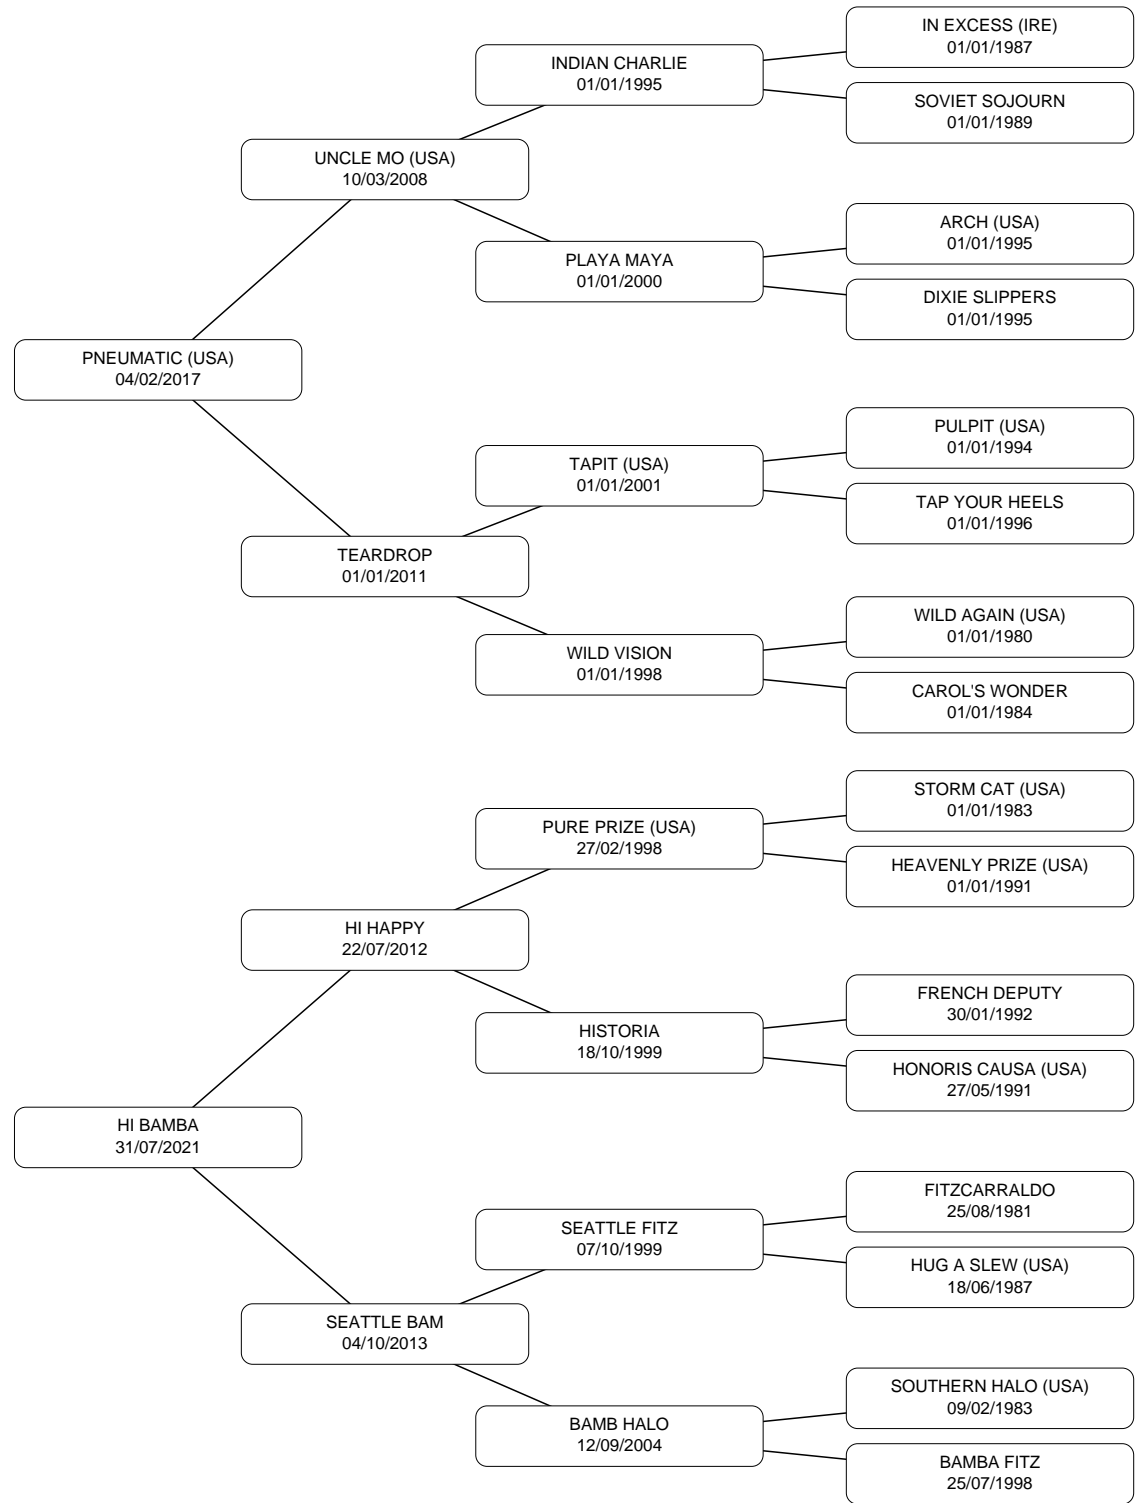 IN EXCESS (IRE)
01/01/1987
INDIAN CHARLIE
01/01/1995
SOVIET SOJOURN
01/01/1989
UNCLE MO (USA)
10/03/2008
ARCH (USA)
01/01/1995
PLAYA MAYA
01/01/2000
DIXIE SLIPPERS
01/01/1995
PNEUMATIC (USA)
04/02/2017
PULPIT (USA)
01/01/1994
TAPIT (USA)
01/01/2001
TAP YOUR HEELS
01/01/1996
TEARDROP
01/01/2011
WILD AGAIN (USA)
01/01/1980
WILD VISION
01/01/1998
CAROL'S WONDER
01/01/1984
STORM CAT (USA)
01/01/1983
PURE PRIZE (USA)
27/02/1998
HEAVENLY PRIZE (USA)
01/01/1991
HI HAPPY
22/07/2012
FRENCH DEPUTY
30/01/1992
HISTORIA
18/10/1999
HONORIS CAUSA (USA)
27/05/1991
HI BAMBA
31/07/2021
FITZCARRALDO
25/08/1981
SEATTLE FITZ
07/10/1999
HUG A SLEW (USA)
18/06/1987
SEATTLE BAM
04/10/2013
SOUTHERN HALO (USA)
09/02/1983
BAMB HALO
12/09/2004
BAMBA FITZ
25/07/1998